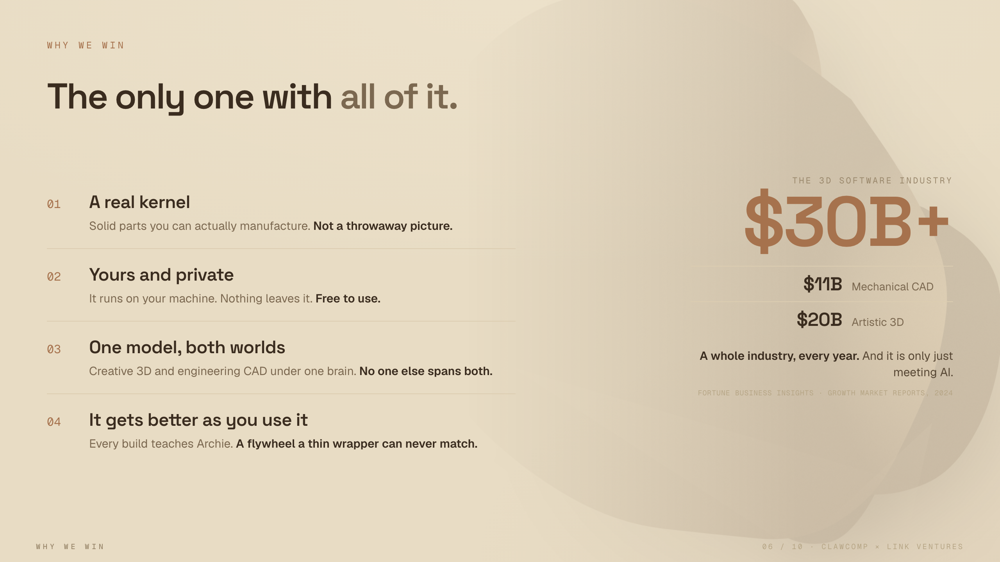 WHY WE WIN
The only one with all of it.
01
A real kernel
Solid parts you can actually manufacture. Not a throwaway picture.
02
Yours and private
It runs on your machine. Nothing leaves it. Free to use.
03
One model, both worlds
Creative 3D and engineering CAD under one brain. No one else spans both.
04
It gets better as you use it
Every build teaches Archie. A flywheel a thin wrapper can never match.
THE 3D SOFTWARE INDUSTRY
$30B+
$11B Mechanical CAD
$20B Artistic 3D
A whole industry, every year. And it is only just
meeting AI.
FORTUNE BUSINESS INSIGHTS · GROWTH MARKET REPORTS, 2024
WHY WE WIN
06 / 10 · CLAWCOMP × LINK VENTURES